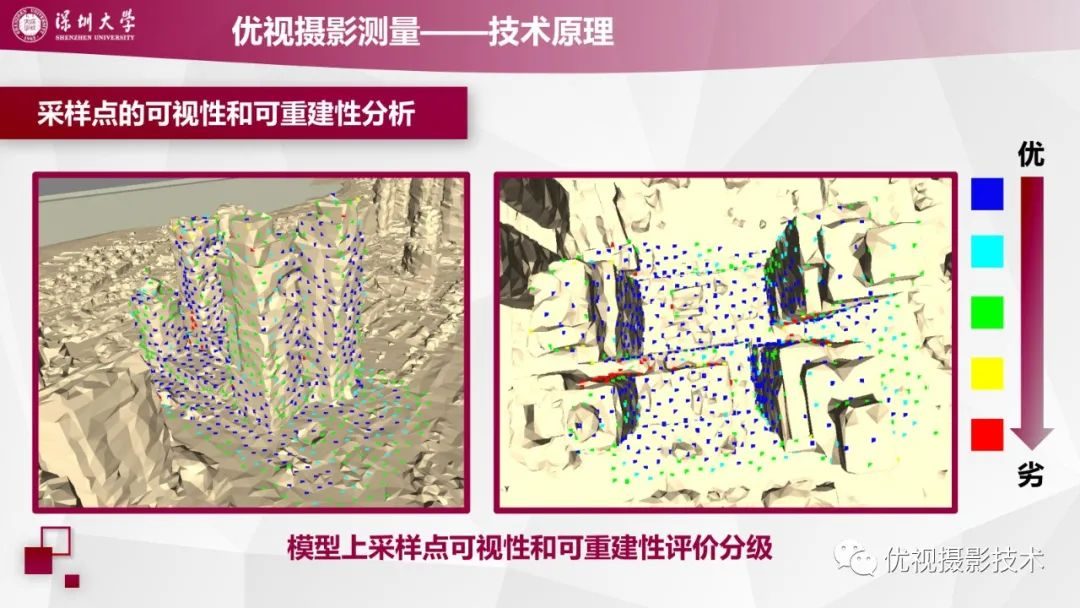 深圳大学
SHENZHEN UNIVERSITY
优视摄影测量——技术原理
采样点的可视性和可重建性分析
优
劣
模型上采样点可视性和可重建性评价分级
优视摄影技术